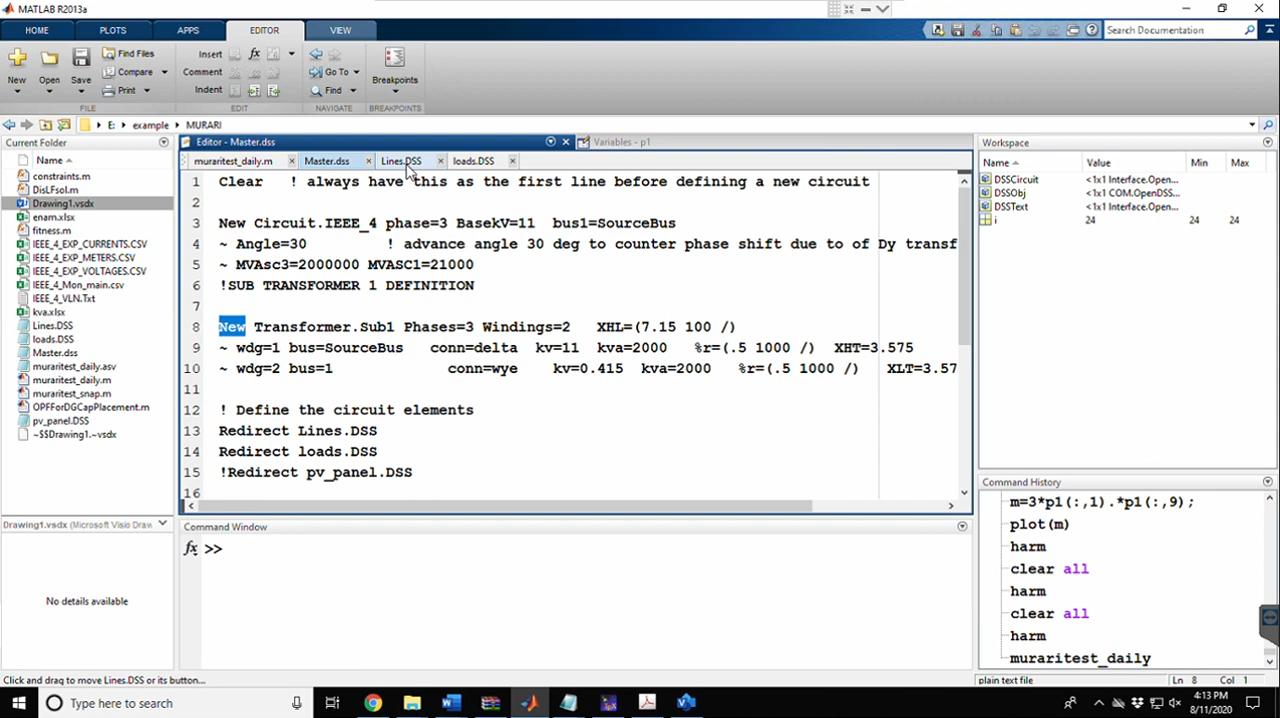 MATLAB R2013a
HOME PLOTS APPS EDITOR VIEW Search Documentation
New Open Save Find Files Compare Print Insert Comment Indent Go To Find Breakpoints
FILE EDIT NAVIGATE BREAKPOINTS
E: example MURARI
Current Folder
Name
constraints.m
DisLFsol.m
Drawing1.vsdx
enam.xlsx
fitness.m
IEEE_4_EXP_CURRENTS.CSV
IEEE_4_EXP_METERS.CSV
IEEE_4_EXP_VOLTAGES.CSV
IEEE_4_Mon_main.csv
IEEE_4_VLN.Txt
kva.xlsx
Lines.DSS
loads.DSS
Master.dss
muraritest_daily.asv
muraritest_daily.m
muraritest_snap.m
OPFForDGCapPlacement.m
pv_panel.DSS
~$$Drawing1.~vsdx
Drawing1.vsdx (Microsoft Visio Draw
No details available
Editor - Master.dss Variables - p1
muraritest_daily.m Master.dss Lines.DSS loads.DSS
1 Clear ! always have this as the first line before defining a new circuit
2
3 New Circuit.IEEE_4 phase=3 BasekV=11 bus1=SourceBus
4 ~ Angle=30 ! advance angle 30 deg to counter phase shift due to of Dy transf
5 ~ MVAsc3=2000000 MVASC1=21000
6 !SUB TRANSFORMER 1 DEFINITION
7
8 New Transformer.Sub1 Phases=3 Windings=2 XHL=(7.15 100 /)
9 ~ wdg=1 bus=SourceBus conn=delta kv=11 kva=2000 %r=(.5 1000 /) XHT=3.575
10 ~ wdg=2 bus=1 conn=wye kv=0.415 kva=2000 %r=(.5 1000 /) XLT=3.57
11
12 ! Define the circuit elements
13 Redirect Lines.DSS
14 Redirect loads.DSS
15 !Redirect pv_panel.DSS
16
Command Window
fx >>
Workspace
Name Value Min Max
DSSCircuit <1x1 Interface.Open...
DSSObj <1x1 COM.OpenDSS...
DSSText <1x1 Interface.Open...
i 24 24 24
Command History
m=3*p1(:,1).*p1(:,9);
plot(m)
harm
clear all
harm
clear all
harm
muraritest_daily
Click and drag to move Lines.DSS or its button...
plain text file Ln 8 Col 1
Type here to search
4:13 PM
8/11/2020